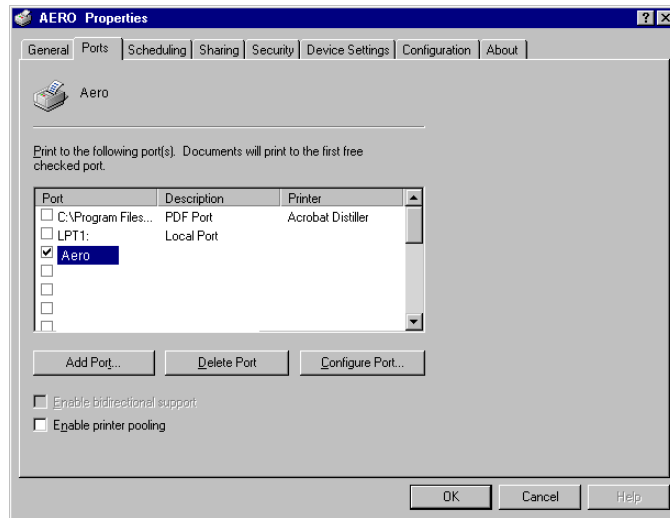 AERO Properties
General Ports Scheduling Sharing Security Device Settings Configuration About
Aero
Print to the following port(s). Documents will print to the first free
checked port.
Port Description Printer
C:\Program Files... PDF Port Acrobat Distiller
LPT1: Local Port
Aero
Add Port... Delete Port Configure Port...
Enable bidirectional support
Enable printer pooling
OK Cancel Help